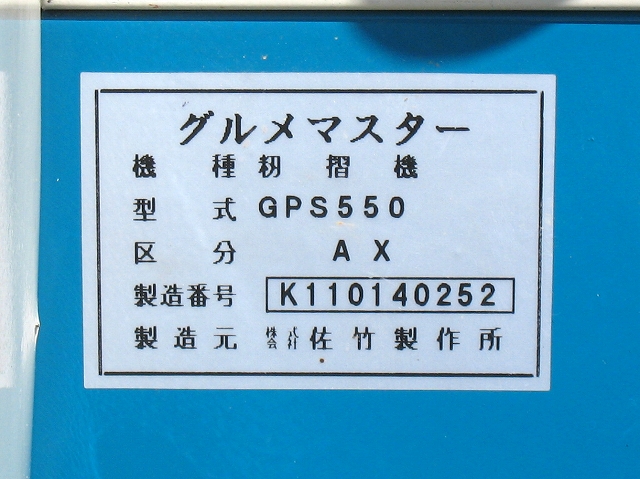 グルメマスター
機種 籾摺機
型式 GPS550
区分 AX
製造番号 K110140252
製造元 株式会社 佐竹製作所